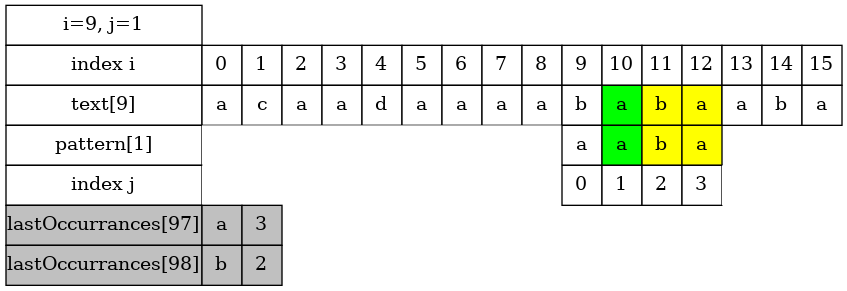 i=9, j=1
index i 0 1 2 3 4 5 6 7 8 9 10 11 12 13 14 15
text[9] a c a a d a a a a b a b a a b a
pattern[1] a a b a
index j 0 1 2 3
lastOccurrances[97] a 3
lastOccurrances[98] b 2